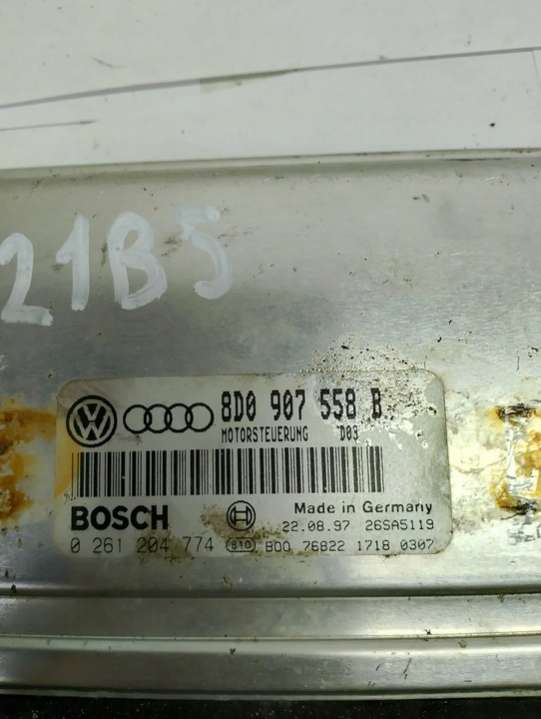 21B5
8D0 907 558 B
MOTORSTEUERUNG D03
BOSCH
Made in Germany
22.08.97 26SA5119
0 261 204 774 B00 76822 1718 0307